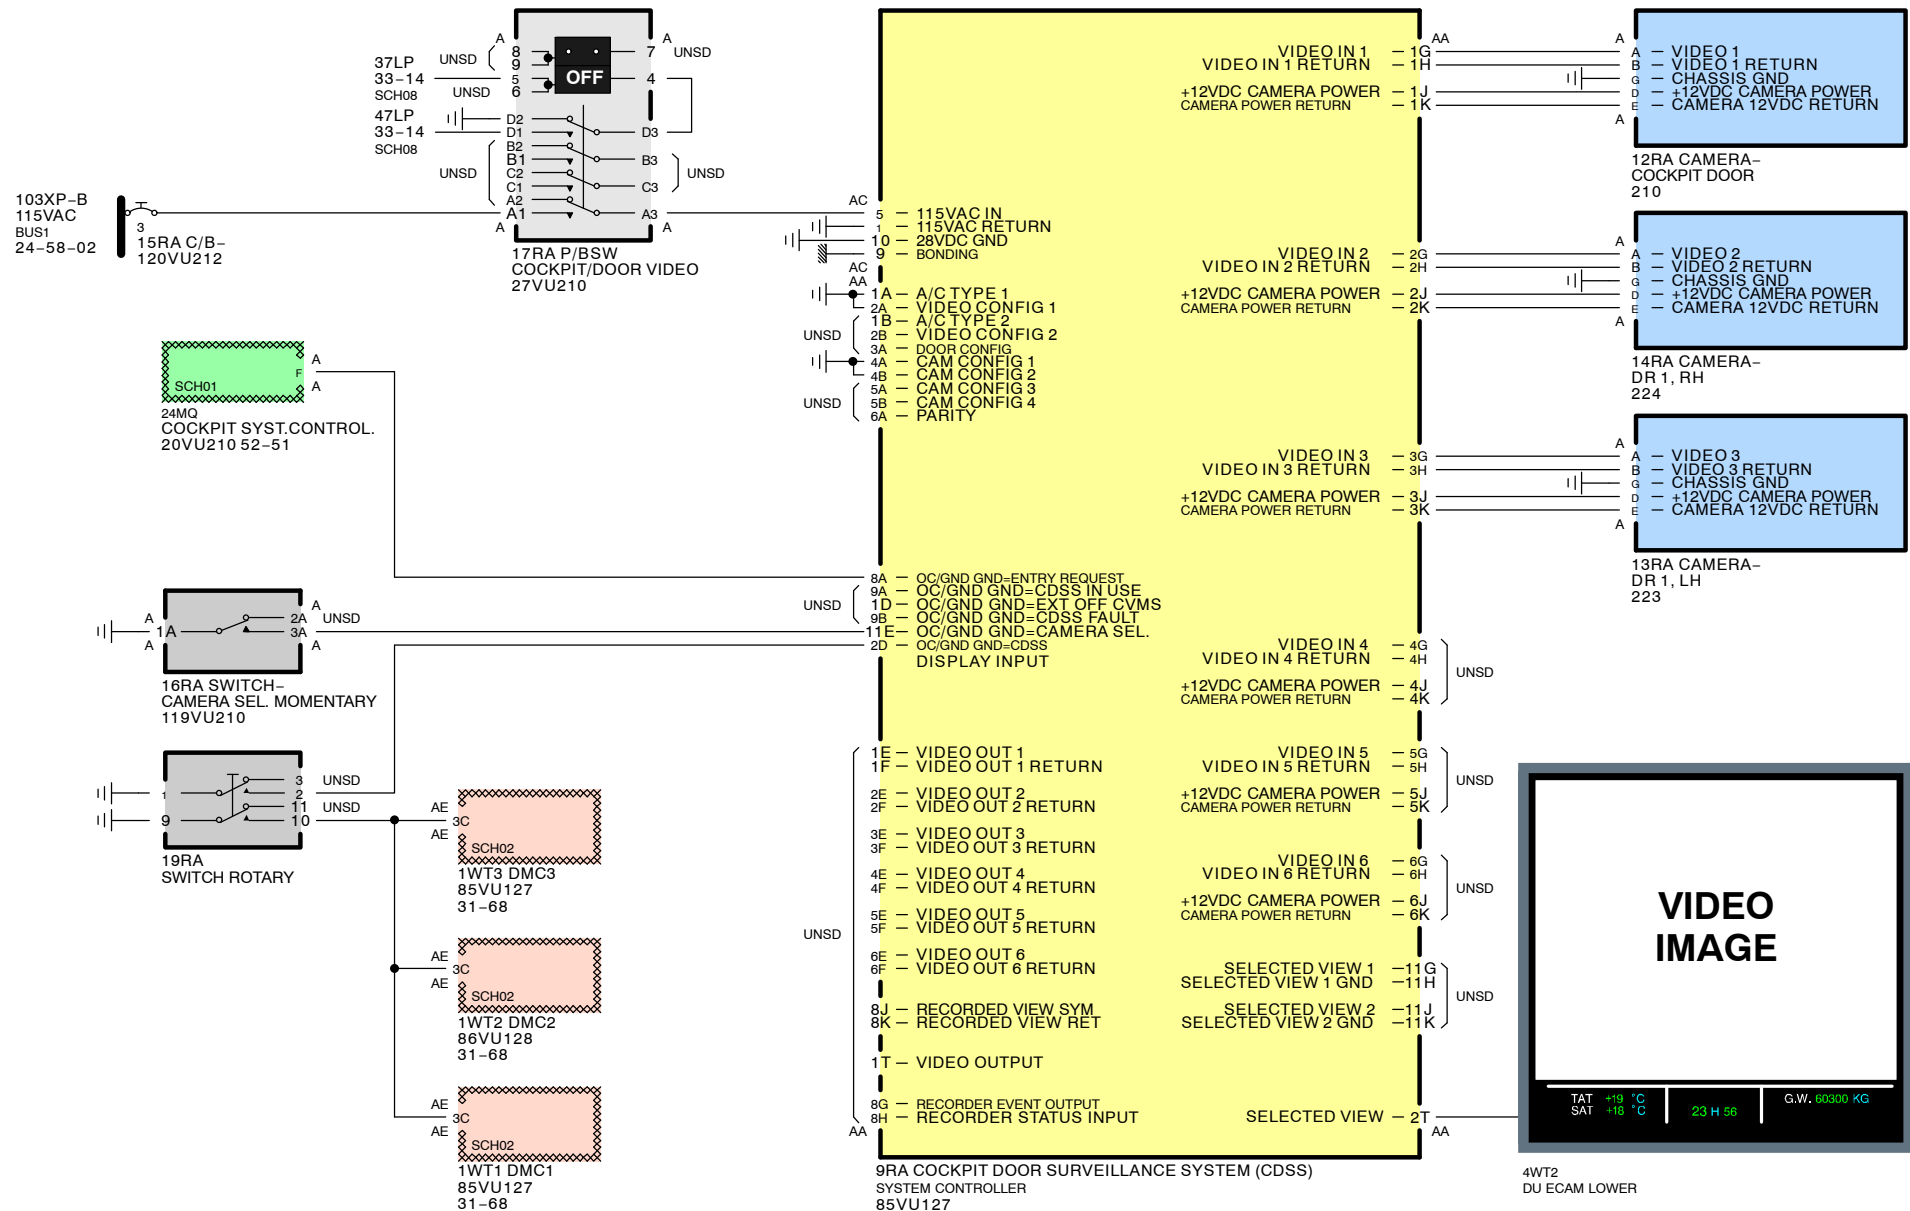 103XP-B
115VAC
BUS1
24-58-02
3
15RA C/B-
120VU212
37LP
33-14
SCH08
47LP
33-14
SCH08
UNSD
UNSD
UNSD
A
8
9
5
6
OFF
A
7
4
UNSD
D2
D1
B2
B1
C2
C1
A2
A1
A
D3
B3
C3
A3
A
UNSD
17RA P/BSW
COCKPIT/DOOR VIDEO
27VU210
SCH01
A
F
A
24MQ
COCKPIT SYST.CONTROL.
20VU210 52-51
A
1A
A
A
2A
3A
A
UNSD
16RA SWITCH-
CAMERA SEL. MOMENTARY
119VU210
1
9
3
2
11
10
UNSD
UNSD
19RA
SWITCH ROTARY
AE
3C
AE
SCH02
1WT3 DMC3
85VU127
31-68
AE
3C
AE
SCH02
1WT2 DMC2
86VU128
31-68
AE
3C
AE
SCH02
1WT1 DMC1
85VU127
31-68
AC
5 115VAC IN
1 115VAC RETURN
10 28VDC GND
9 BONDING
AC
AA
1A A/C TYPE 1
2A VIDEO CONFIG 1
1B A/C TYPE 2
2B VIDEO CONFIG 2
3A DOOR CONFIG
4A CAM CONFIG 1
4B CAM CONFIG 2
5A CAM CONFIG 3
5B CAM CONFIG 4
6A PARITY
UNSD
UNSD
8A OC/GND GND=ENTRY REQUEST
9A OC/GND GND=CDSS IN USE
1D OC/GND GND=EXT OFF CVMS
9B OC/GND GND=CDSS FAULT
11E OC/GND GND=CAMERA SEL.
2D OC/GND GND=CDSS
DISPLAY INPUT
UNSD
1E VIDEO OUT 1
1F VIDEO OUT 1 RETURN
2E VIDEO OUT 2
2F VIDEO OUT 2 RETURN
3E VIDEO OUT 3
3F VIDEO OUT 3 RETURN
4E VIDEO OUT 4
4F VIDEO OUT 4 RETURN
5E VIDEO OUT 5
5F VIDEO OUT 5 RETURN
6E VIDEO OUT 6
6F VIDEO OUT 6 RETURN
8J RECORDED VIEW SYM
8K RECORDED VIEW RET
1T VIDEO OUTPUT
8G RECORDER EVENT OUTPUT
8H RECORDER STATUS INPUT
AA
UNSD
AA
VIDEO IN 1 1G
VIDEO IN 1 RETURN 1H
+12VDC CAMERA POWER 1J
CAMERA POWER RETURN 1K
VIDEO IN 2 2G
VIDEO IN 2 RETURN 2H
+12VDC CAMERA POWER 2J
CAMERA POWER RETURN 2K
VIDEO IN 3 3G
VIDEO IN 3 RETURN 3H
+12VDC CAMERA POWER 3J
CAMERA POWER RETURN 3K
VIDEO IN 4 4G
VIDEO IN 4 RETURN 4H
+12VDC CAMERA POWER 4J
CAMERA POWER RETURN 4K
UNSD
VIDEO IN 5 5G
VIDEO IN 5 RETURN 5H
+12VDC CAMERA POWER 5J
CAMERA POWER RETURN 5K
UNSD
VIDEO IN 6 6G
VIDEO IN 6 RETURN 6H
+12VDC CAMERA POWER 6J
CAMERA POWER RETURN 6K
UNSD
SELECTED VIEW 1 11G
SELECTED VIEW 1 GND 11H
SELECTED VIEW 2 11J
SELECTED VIEW 2 GND 11K
UNSD
SELECTED VIEW 2T
AA
9RA COCKPIT DOOR SURVEILLANCE SYSTEM (CDSS)
SYSTEM CONTROLLER
85VU127
A
A VIDEO 1
B VIDEO 1 RETURN
G CHASSIS GND
D +12VDC CAMERA POWER
E CAMERA 12VDC RETURN
A
12RA CAMERA-
COCKPIT DOOR
210
A
A VIDEO 2
B VIDEO 2 RETURN
G CHASSIS GND
D +12VDC CAMERA POWER
E CAMERA 12VDC RETURN
A
14RA CAMERA-
DR 1, RH
224
A
A VIDEO 3
B VIDEO 3 RETURN
G CHASSIS GND
D +12VDC CAMERA POWER
E CAMERA 12VDC RETURN
A
13RA CAMERA-
DR 1, LH
223
VIDEO
IMAGE
TAT +19 °C
SAT +18 °C
23 H 56
G.W. 60300 KG
4WT2
DU ECAM LOWER